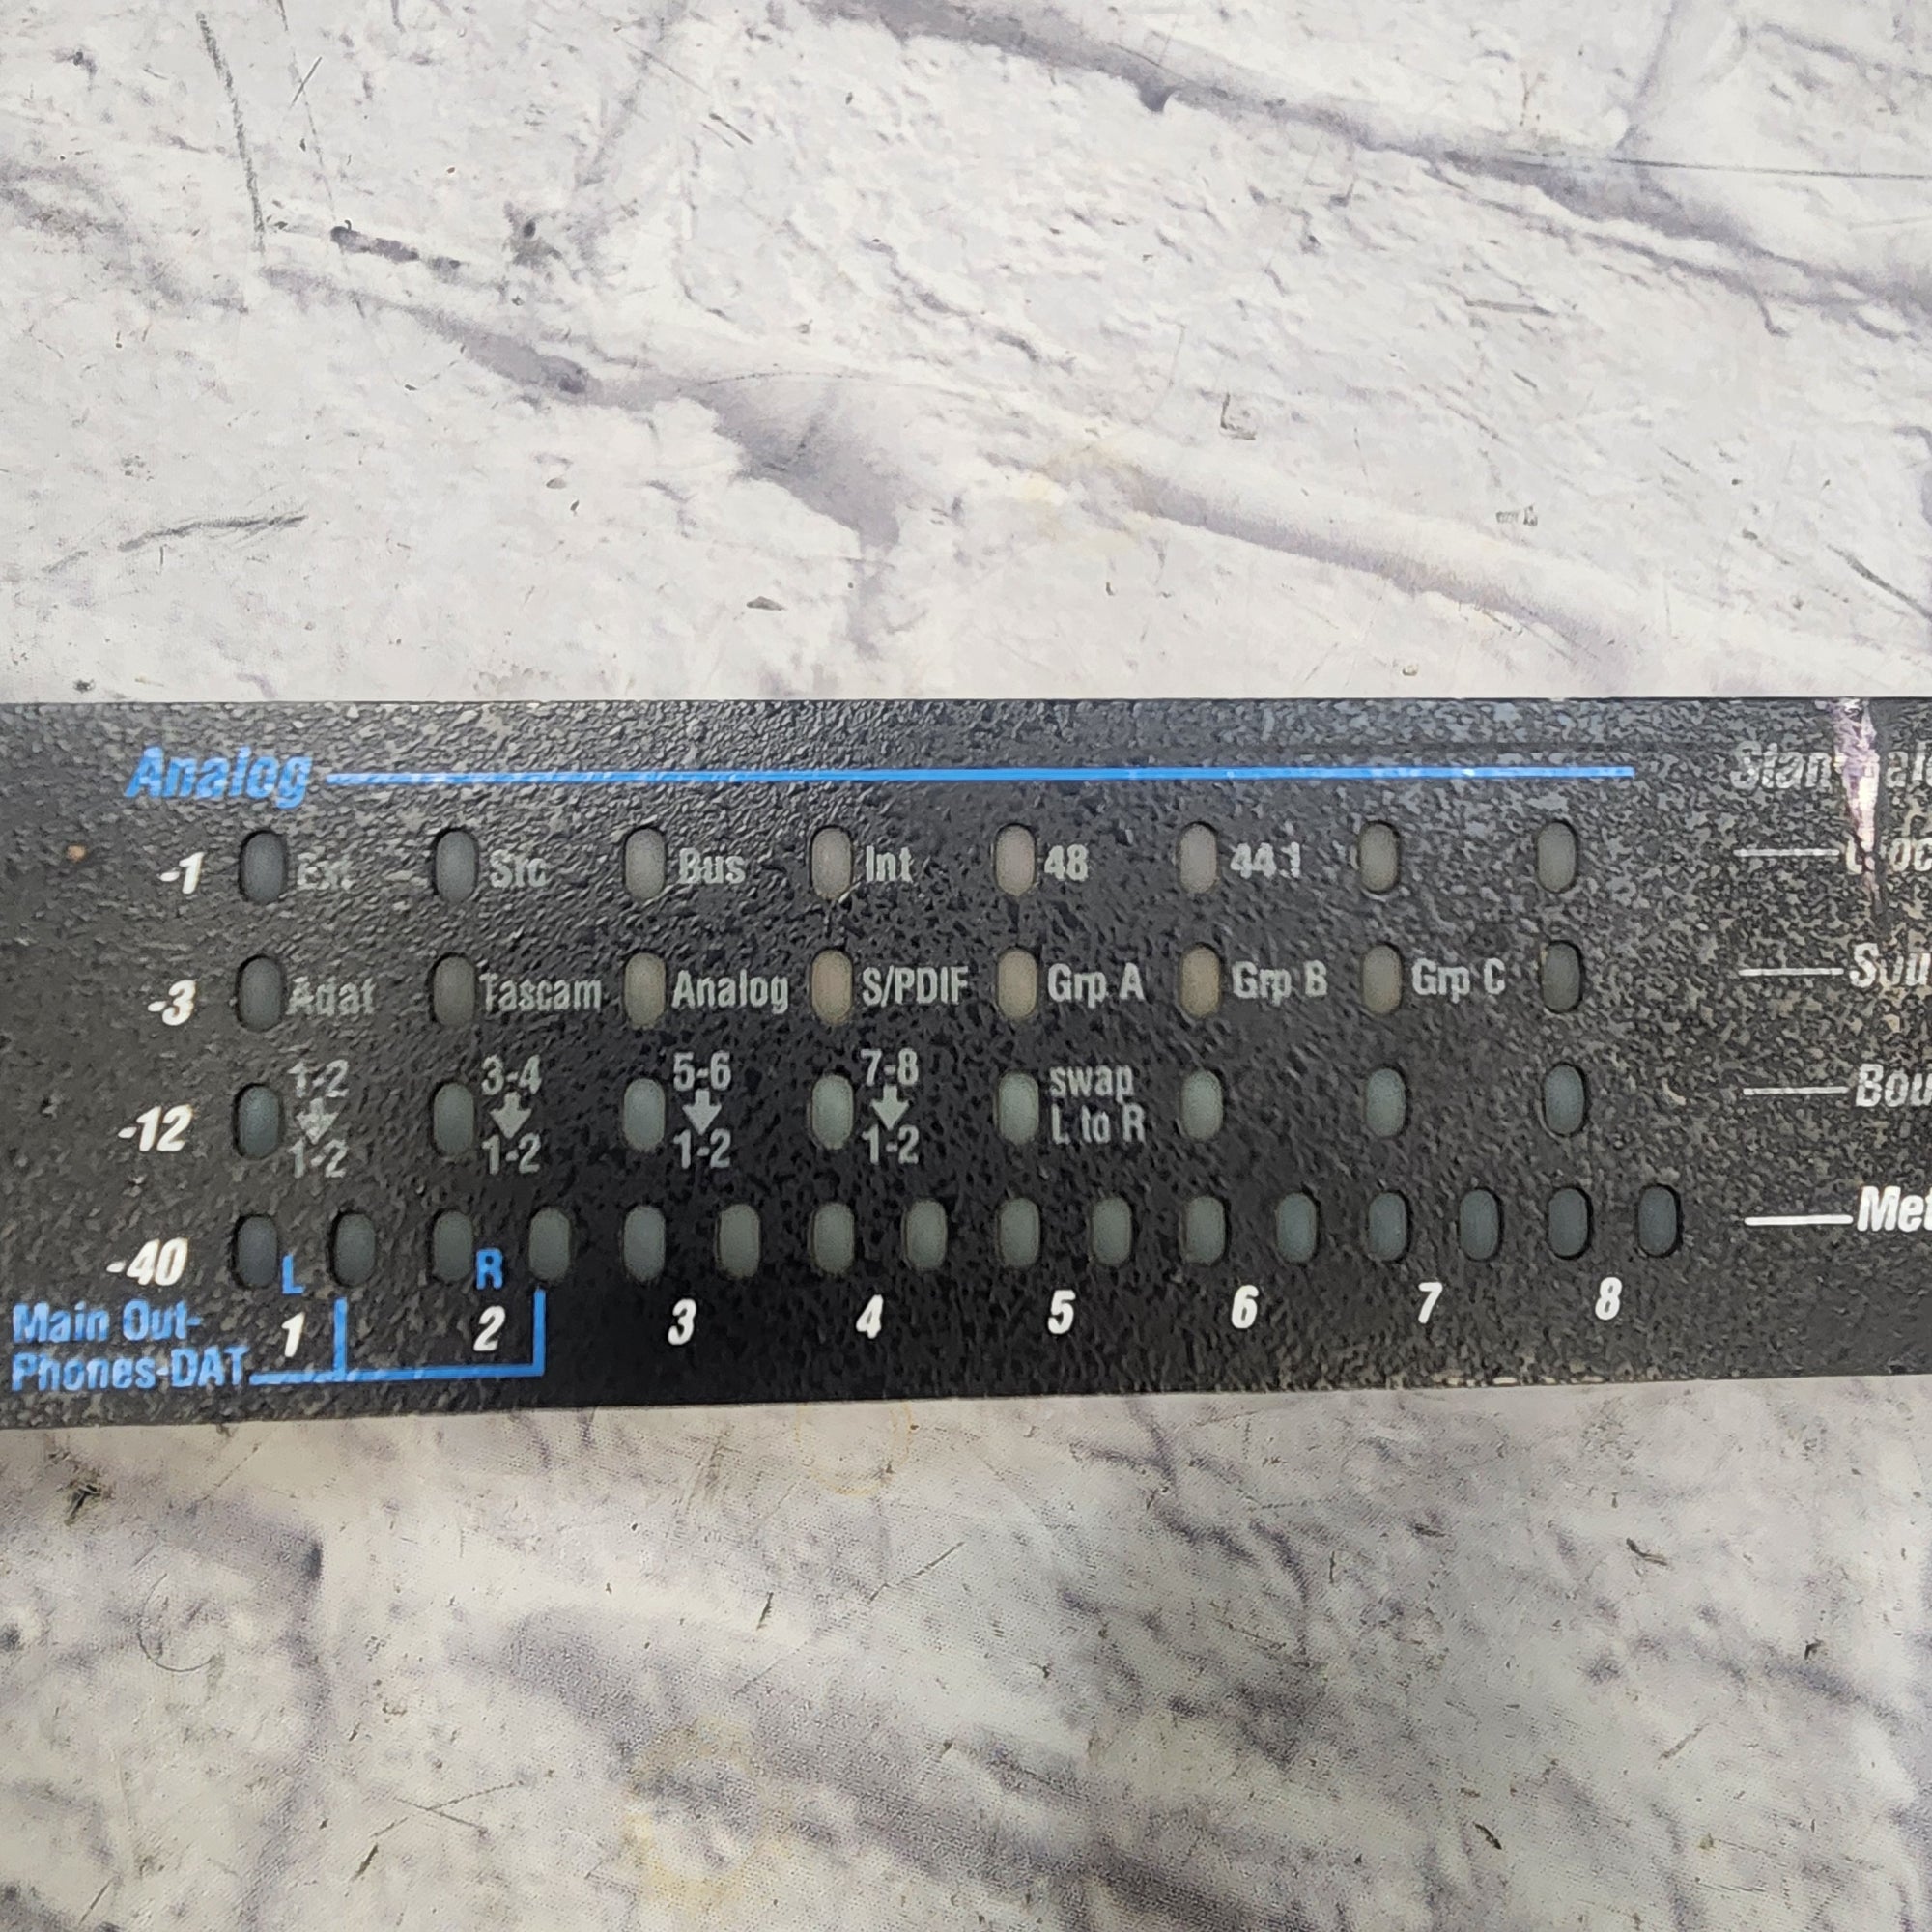 Analog
-1 Ext Src Bus Int 48 44.1
-3 Adat Tascam Analog S/PDIF Grp A Grp B Grp C
1-2 3-4 5-6 7-8 swap
-12 L to R
1-2 1-2 1-2 1-2
-40 L R
Main Out- 1 2 3 4 5 6 7 8
Phones-DAT